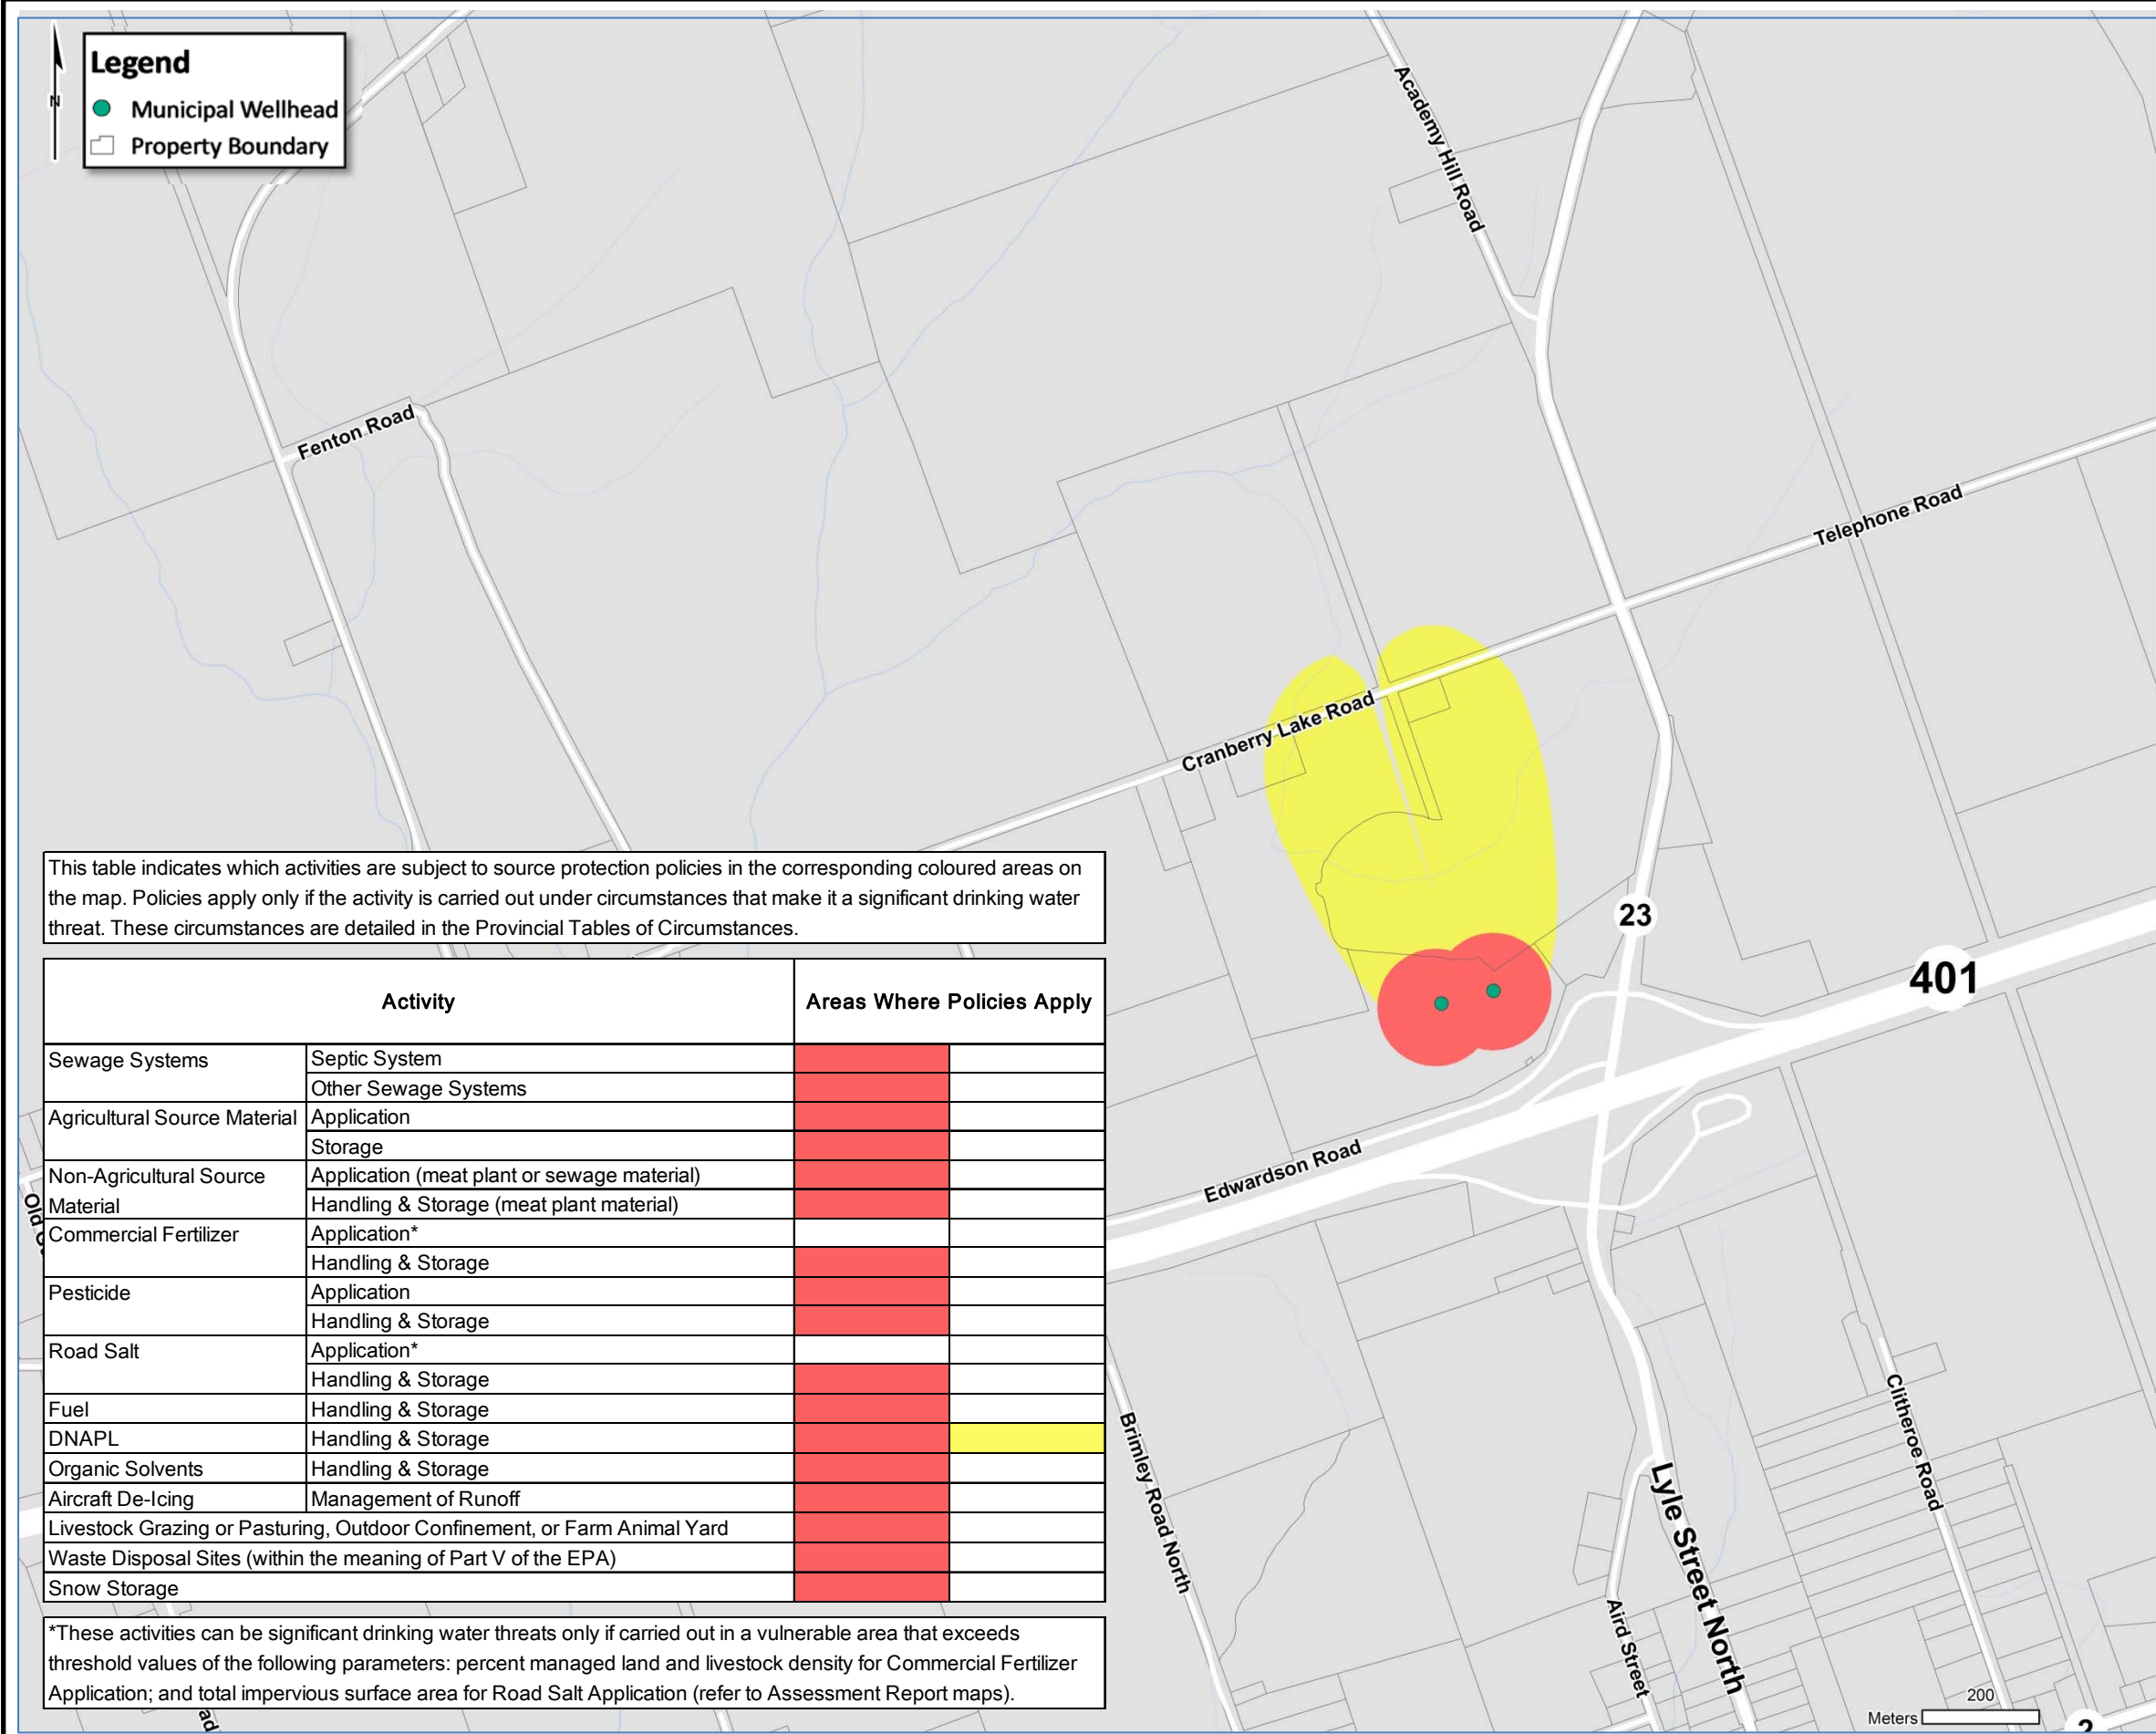 N
Legend
Municipal Wellhead
Property Boundary
Academy Hill Road
Fenton Road
Telephone Road
Cranberry Lake Road
23
401
This table indicates which activities are subject to source protection policies in the corresponding coloured areas on
the map. Policies apply only if the activity is carried out under circumstances that make it a significant drinking water
threat. These circumstances are detailed in the Provincial Tables of Circumstances.
Activity Areas Where Policies Apply
Sewage Systems Septic System
Other Sewage Systems
Agricultural Source Material Application
Storage
Non-Agricultural Source Application (meat plant or sewage material)
Material Handling & Storage (meat plant material)
Commercial Fertilizer Application*
Handling & Storage
Pesticide Application
Handling & Storage
Road Salt Application*
Handling & Storage
Fuel Handling & Storage
DNAPL Handling & Storage
Organic Solvents Handling & Storage
Aircraft De-Icing Management of Runoff
Livestock Grazing or Pasturing, Outdoor Confinement, or Farm Animal Yard
Waste Disposal Sites (within the meaning of Part V of the EPA)
Snow Storage
*These activities can be significant drinking water threats only if carried out in a vulnerable area that exceeds
threshold values of the following parameters: percent managed land and livestock density for Commercial Fertilizer
Application; and total impervious surface area for Road Salt Application (refer to Assessment Report maps).
Old
Edwardson Road
Brimley Road North
Lyle Street North
Clitheroe Road
Aird Street
200
Meters
2